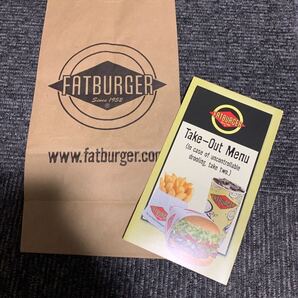 FATBURGER
Since 1952
www.fatburger.com
FATBURGER
Take-Out Menu
(In case of uncontrollable
drooling, take two.)